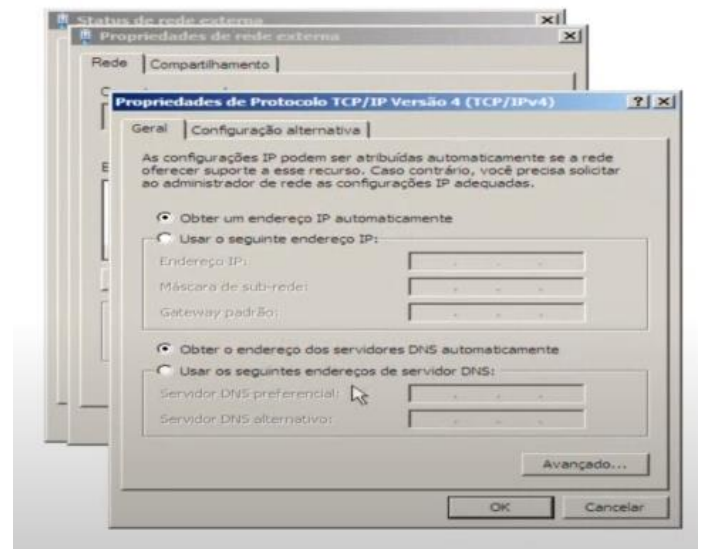 Status de rede externa
Propriedades de rede externa
Rede
Compartilhamento
Propriedades de Protocolo TCP/IP Versão 4 (TCP/IPv4)
Geral
Configuração alternativa
As configurações IP podem ser atribuídas automaticamente se a rede
oferecer suporte a esse recurso. Caso contrário, você precisa solicitar
ao administrador de rede as configurações IP adequadas.
Obter um endereço IP automaticamente
Usar o seguinte endereço IP:
Endereço IP:
Máscara de sub-rede:
Gateway padrão:
Obter o endereço dos servidores DNS automaticamente
Usar os seguintes endereços de servidor DNS:
Servidor DNS preferencial:
Servidor DNS alternativo:
Avançado...
OK
Cancelar